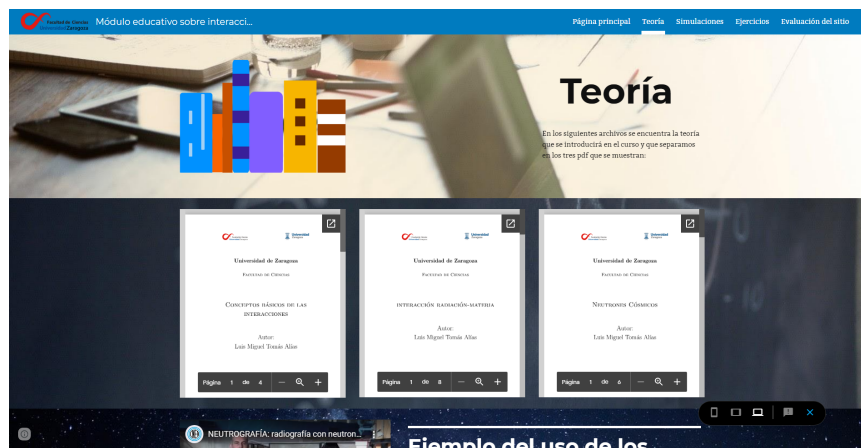 Facultad de Ciencias
Universidad Zaragoza
Módulo educativo sobre interacci...
Página principal
Teoría
Simulaciones
Ejercicios
Evaluación del sitio
Teoría
En los siguientes archivos se encuentra la teoría
que se introducirá en el curso y que separamos
en los tres pdf que se muestran:
Universidad de Zaragoza
Facultad de Ciencias
Conceptos básicos de las
interacciones
Autor:
Luis Miguel Tomás Alías
Página 1 de 4
Universidad de Zaragoza
Facultad de Ciencias
interacción radiación-materia
Autor:
Luis Miguel Tomás Alías
Página 1 de 8
Universidad de Zaragoza
Facultad de Ciencias
Neutrones Cósmicos
Autor:
Luis Miguel Tomás Alías
Página 1 de 6
NEUTROGRAFÍA: radiografía con neutron...
Ejemplo del uso de los